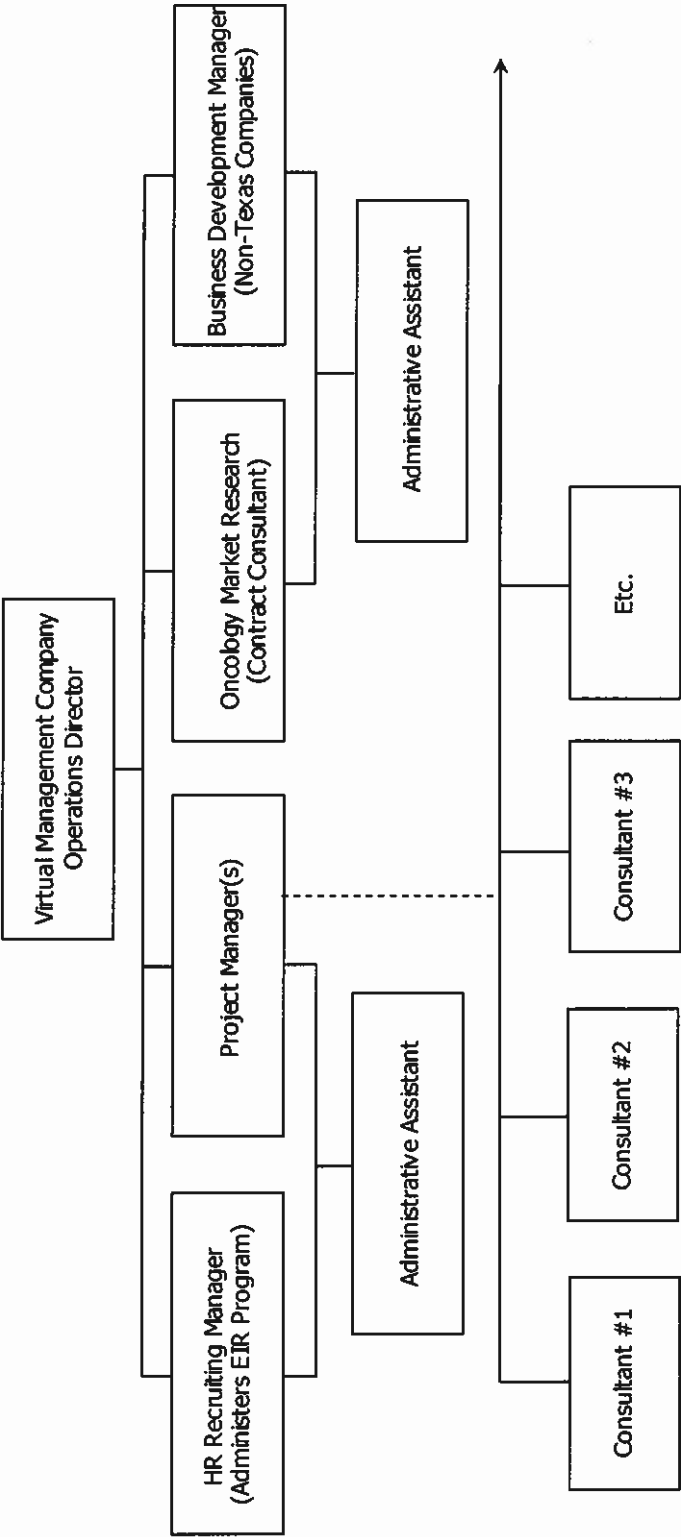 Virtual Management Company
Operations Director
HR Recruiting Manager
(Administers EIR Program)
Project Manager(s)
Oncology Market Research
(Contract Consultant)
Business Development Manager
(Non-Texas Companies)
Administrative Assistant
Administrative Assistant
Consultant #1
Consultant #2
Consultant #3
Etc.